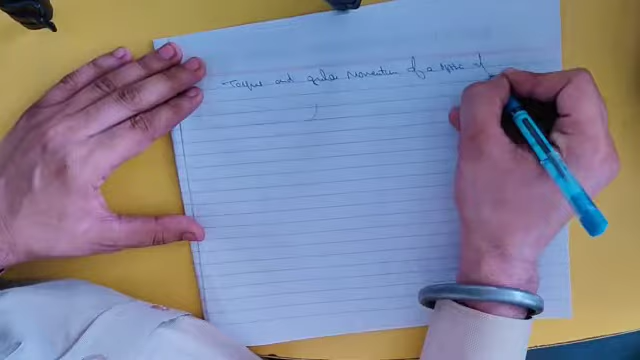 Torque and angular momentum of a system of